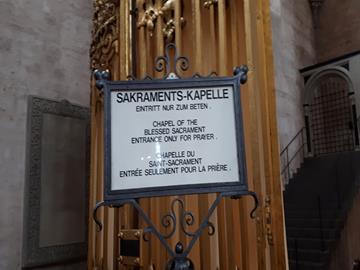 SAKRAMENTS-KAPELLE
EINTRITT NUR ZUM BETEN.
CHAPEL OF THE
BLESSED SACRAMENT
ENTRANCE ONLY FOR PRAYER.
CHAPELLE DU
SAINT-SACRAMENT
ENTRÉE SEULEMENT POUR LA PRIÈRE.